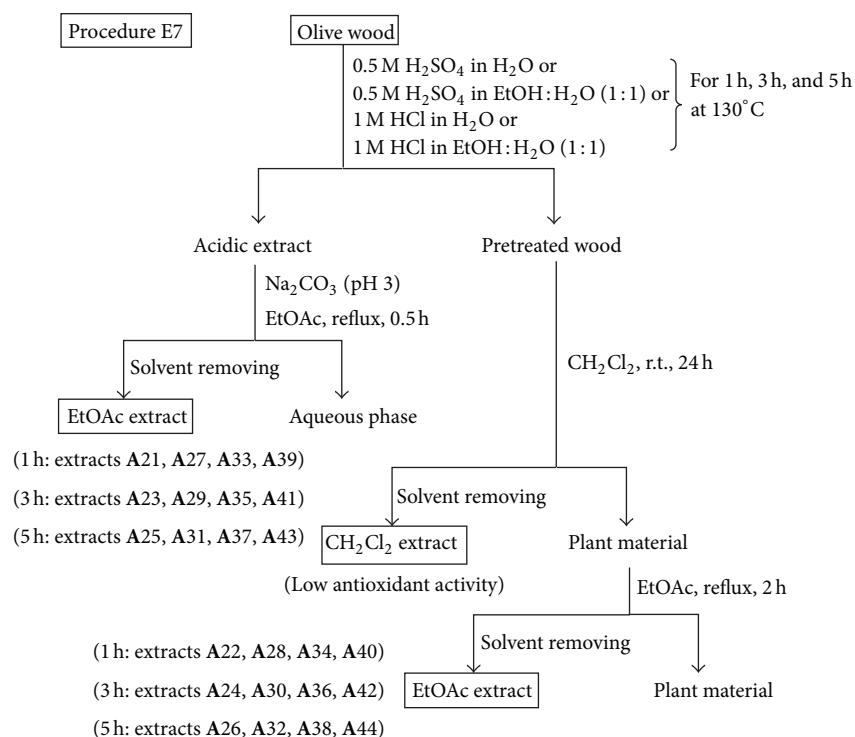 Procedure E7
Olive wood
0.5 M H₂SO₄ in H₂O or
0.5 M H₂SO₄ in EtOH:H₂O (1:1) or
1 M HCl in H₂O or
1 M HCl in EtOH:H₂O (1:1)
For 1 h, 3 h, and 5 h
at 130°C
Acidic extract
Pretreated wood
Na₂CO₃ (pH 3)
EtOAc, reflux, 0.5 h
Solvent removing
EtOAc extract
Aqueous phase
(1 h: extracts A21, A27, A33, A39)
(3 h: extracts A23, A29, A35, A41)
(5 h: extracts A25, A31, A37, A43)
CH₂Cl₂, r.t., 24 h
Solvent removing
CH₂Cl₂ extract
Plant material
(Low antioxidant activity)
EtOAc, reflux, 2 h
Solvent removing
(1 h: extracts A22, A28, A34, A40)
(3 h: extracts A24, A30, A36, A42)
(5 h: extracts A26, A32, A38, A44)
EtOAc extract
Plant material